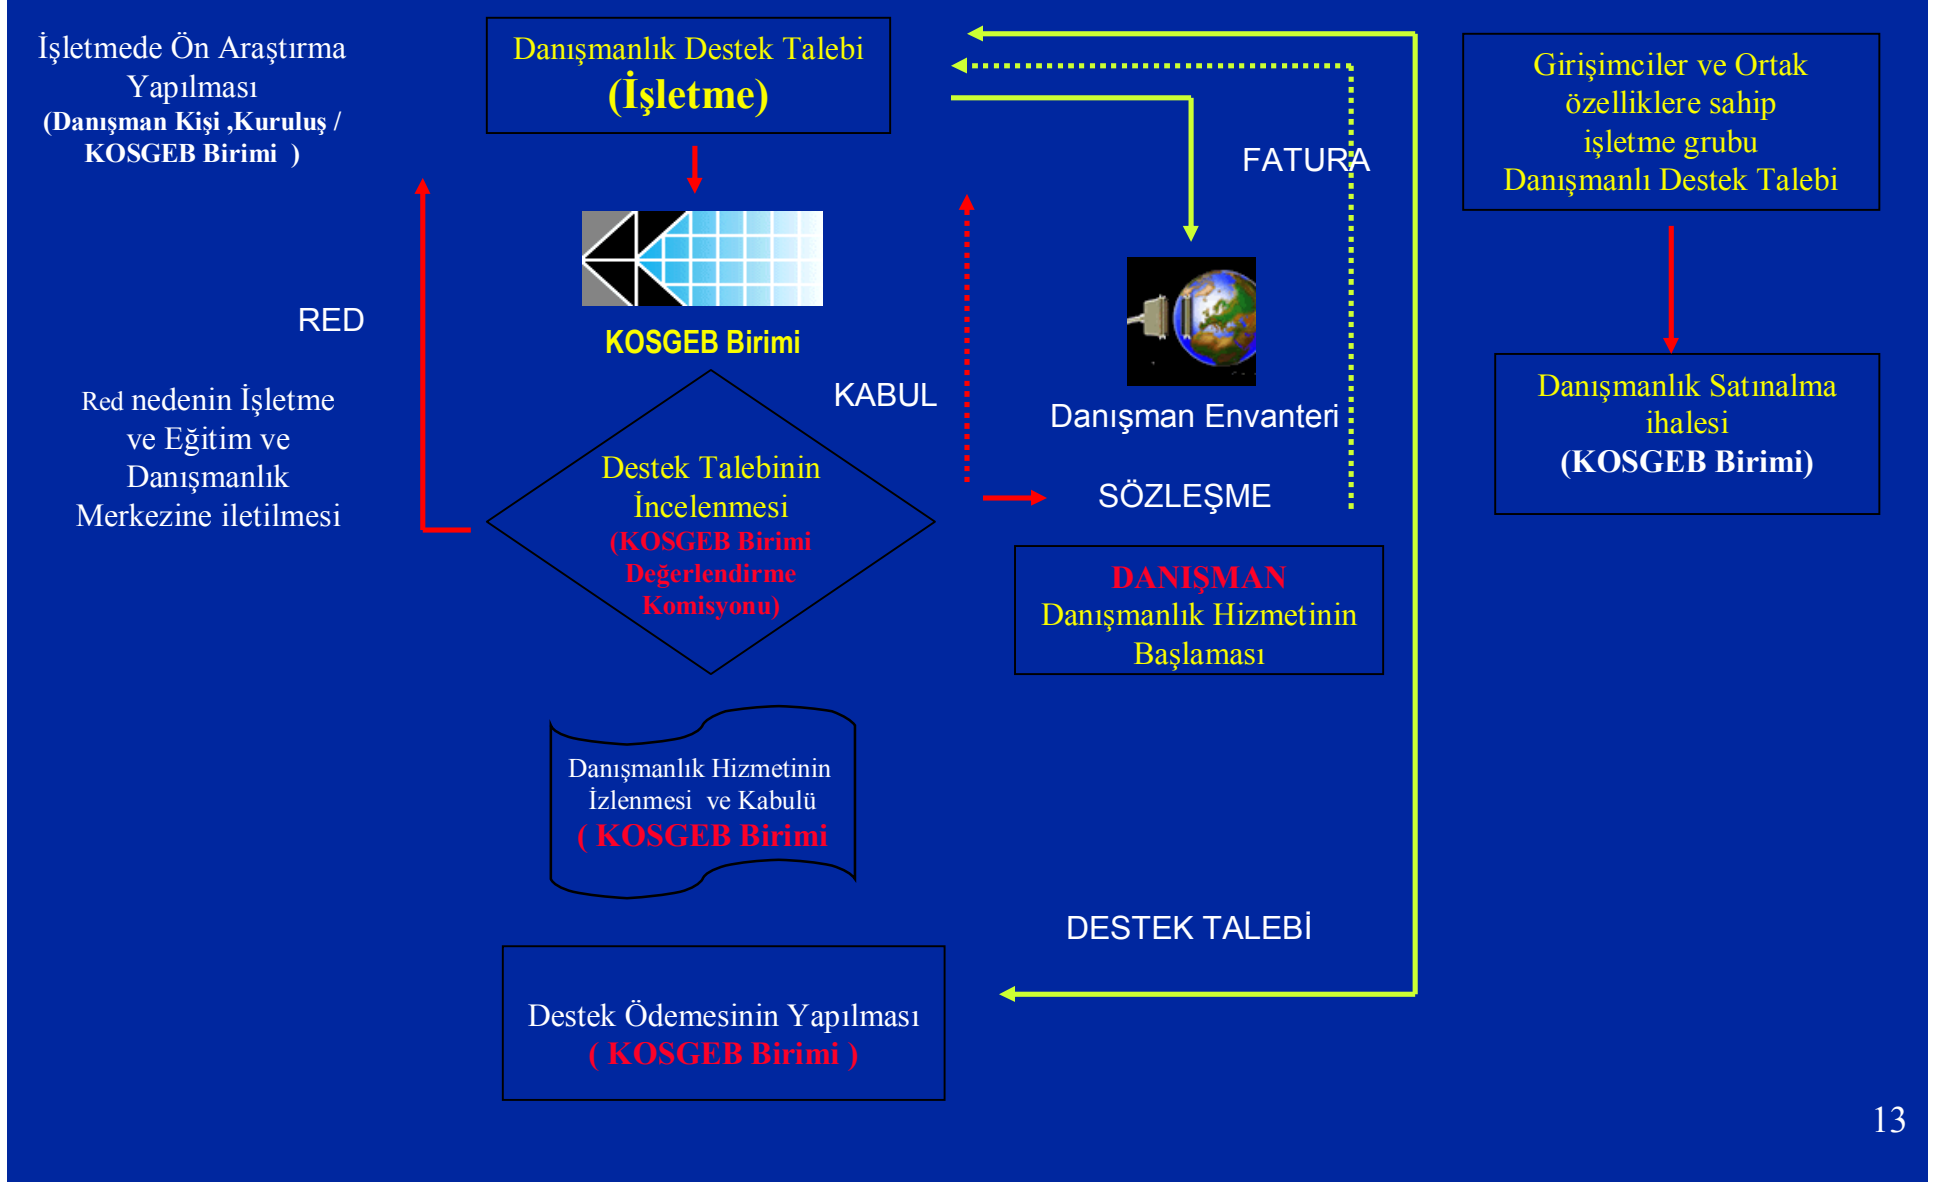 İşletmede Ön Araştırma
Yapılması
(Danışman Kişi ,Kuruluş /
KOSGEB Birimi )
Danışmanlık Destek Talebi
(İşletme)
Girişimciler ve Ortak
özelliklere sahip
işletme grubu
Danışmanlı Destek Talebi
FATURA
RED
KOSGEB Birimi
KABUL
Danışman Envanteri
Danışmanlık Satınalma
ihalesi
(KOSGEB Birimi)
Red nedenin İşletme
ve Eğitim ve
Danışmanlık
Merkezine iletilmesi
Destek Talebinin
İncelenmesi
(KOSGEB Birimi
Değerlendirme
Komisyonu)
SÖZLEŞME
DANIŞMAN
Danışmanlık Hizmetinin
Başlaması
Danışmanlık Hizmetinin
İzlenmesi ve Kabulü
( KOSGEB Birimi
DESTEK TALEBİ
Destek Ödemesinin Yapılması
( KOSGEB Birimi )
13